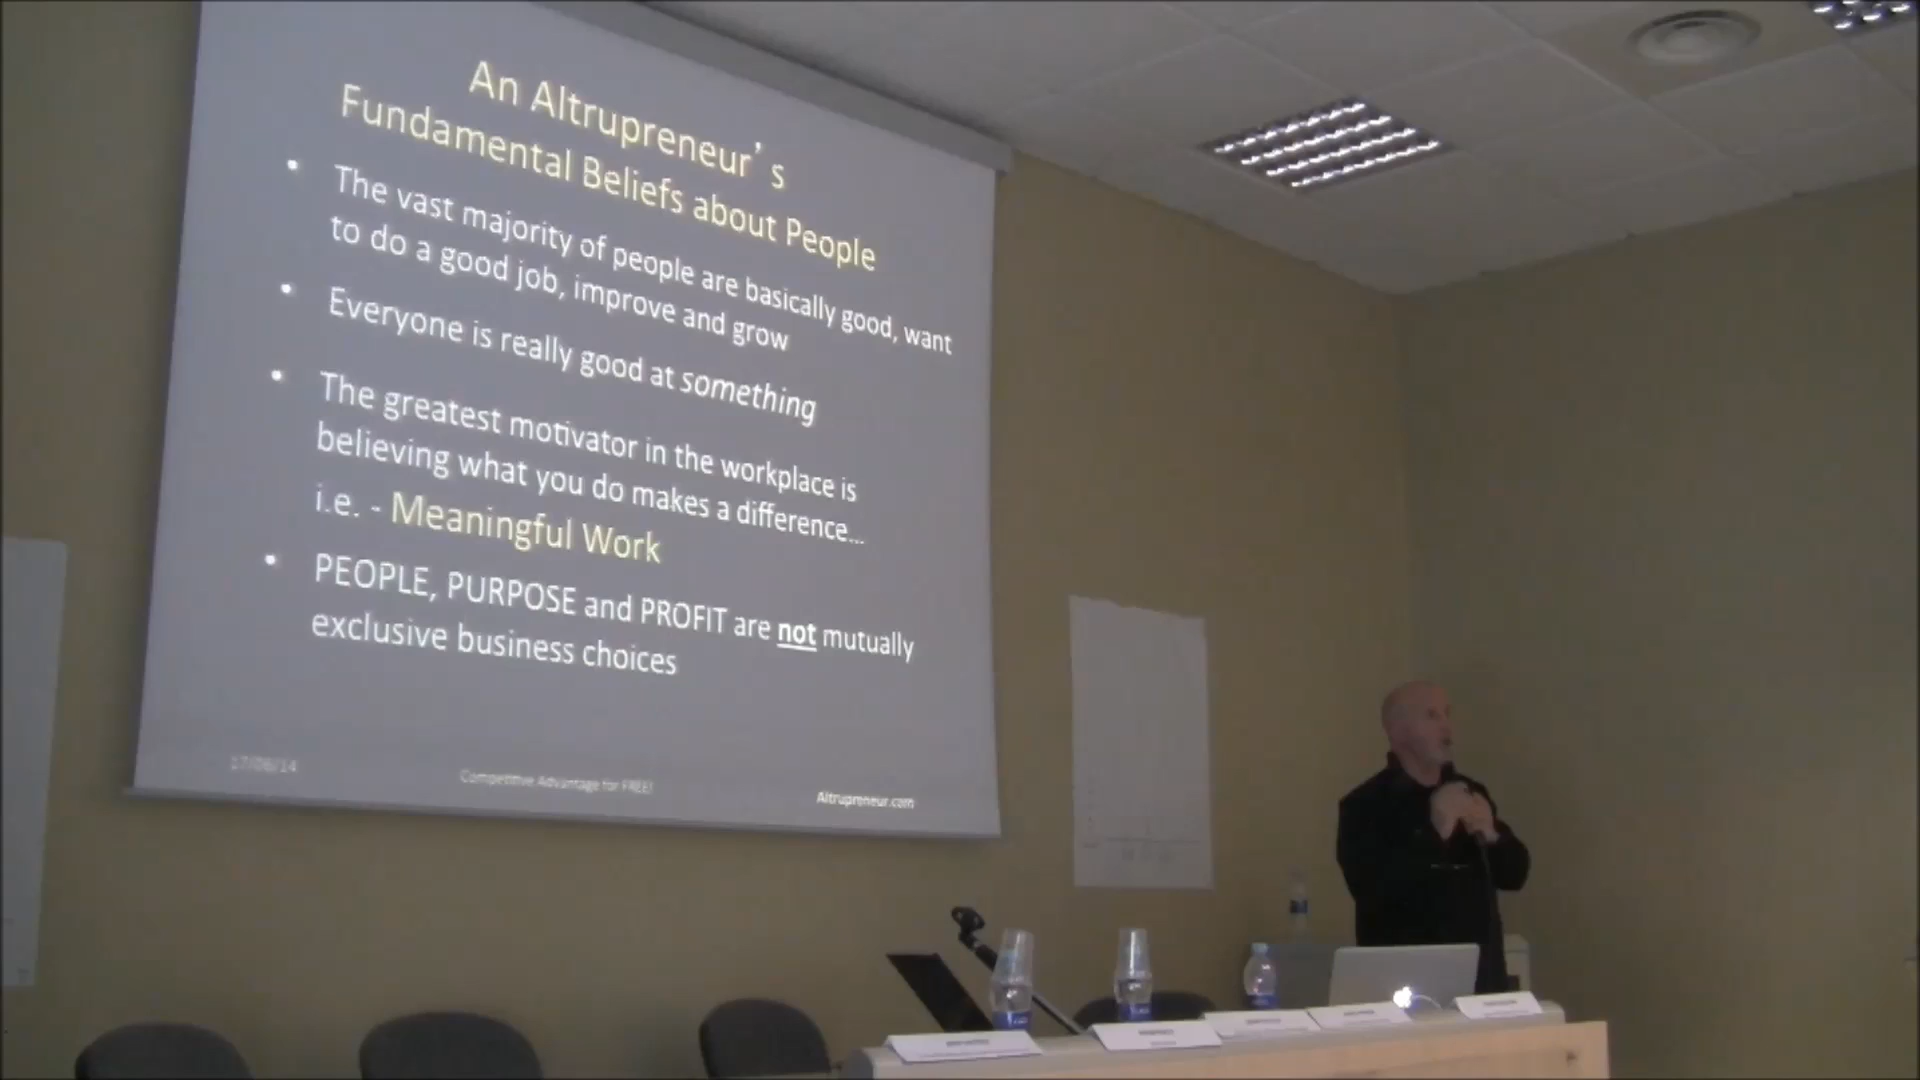 An Altrupreneur's
Fundamental Beliefs about People
• The vast majority of people are basically good, want
to do a good job, improve and grow
• Everyone is really good at something
• The greatest motivator in the workplace is
believing what you do makes a difference...
i.e. - Meaningful Work
• PEOPLE, PURPOSE and PROFIT are not mutually
exclusive business choices
17/06/14
Competitive Advantage for FREE!
Altrupreneur.com